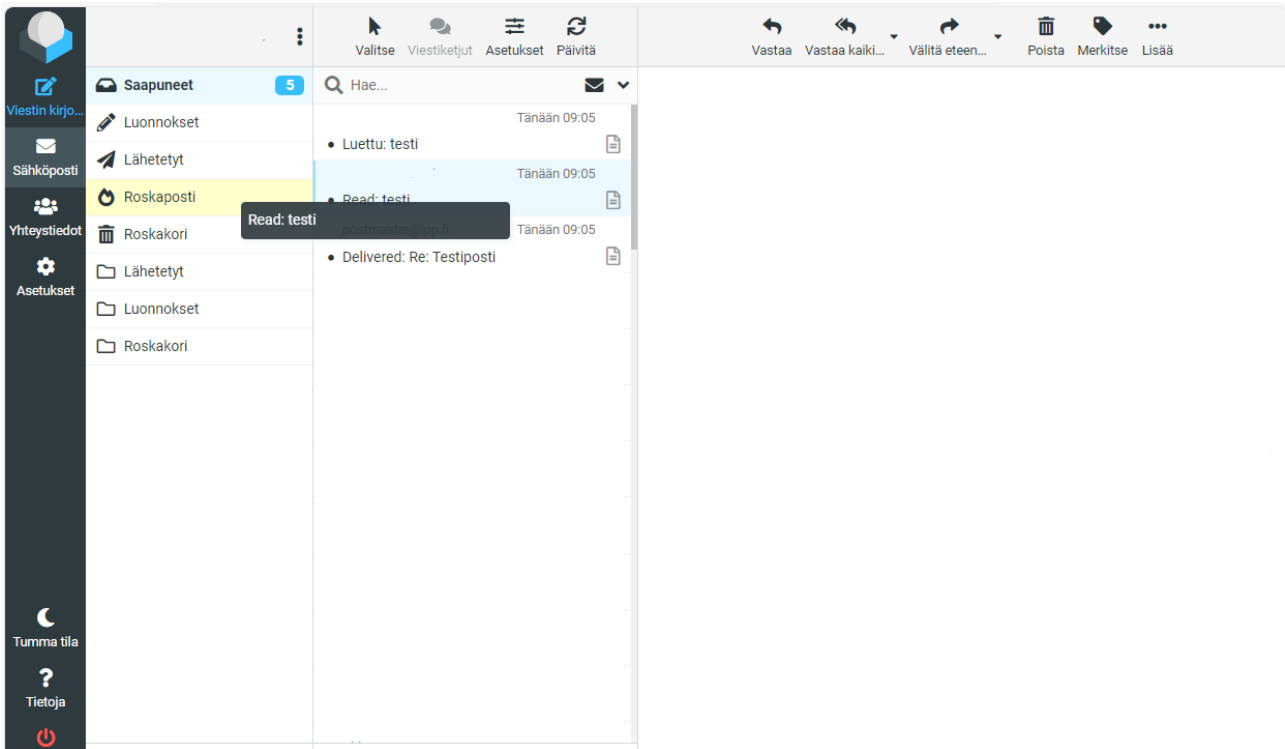 Viestin kirjo...
Sähköposti
Yhteystiedot
Asetukset
Tumma tila
Tietoja
Saapuneet 5
Luonnokset
Lähetetyt
Roskaposti
Roskakori
Lähetetyt
Luonnokset
Roskakori
Valitse Viestiketjut Asetukset Päivitä
Hae...
Tänään 09:05
Luettu: testi
Tänään 09:05
Read: testi
Read: testi
Tänään 09:05
Delivered: Re: Testiposti
Vastaa Vastaa kaiki... Välitä eteen... Poista Merkitse Lisää